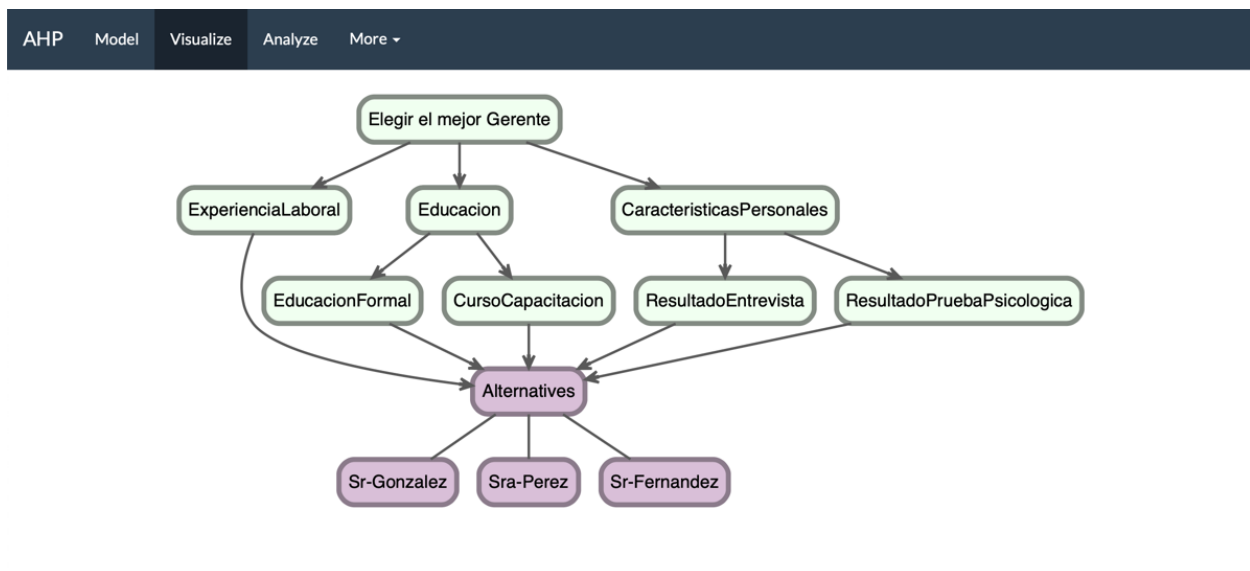 AHP Model Visualize Analyze More
Elegir el mejor Gerente
ExperienciaLaboral Educacion CaracteristicasPersonales
EducacionFormal CursoCapacitacion ResultadoEntrevista ResultadoPruebaPsicologica
Alternatives
Sr-Gonzalez Sra-Perez Sr-Fernandez